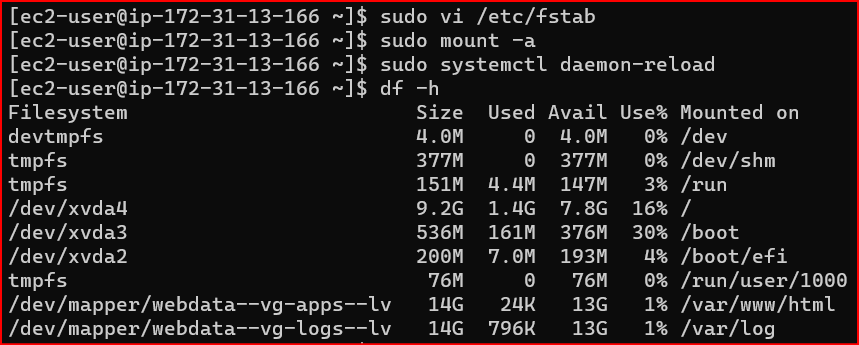 [ec2-user@ip-172-31-13-166 ~]$ sudo vi /etc/fstab
[ec2-user@ip-172-31-13-166 ~]$ sudo mount -a
[ec2-user@ip-172-31-13-166 ~]$ sudo systemctl daemon-reload
[ec2-user@ip-172-31-13-166 ~]$ df -h
Filesystem                           Size  Used Avail Use% Mounted on
devtmpfs                             4.0M     0  4.0M   0% /dev
tmpfs                                377M     0  377M   0% /dev/shm
tmpfs                                151M  4.4M  147M   3% /run
/dev/xvda4                           9.2G  1.4G  7.8G  16% /
/dev/xvda3                           536M  161M  376M  30% /boot
/dev/xvda2                           200M  7.0M  193M   4% /boot/efi
tmpfs                                 76M     0   76M   0% /run/user/1000
/dev/mapper/webdata--vg-apps--lv      14G   24K   13G   1% /var/www/html
/dev/mapper/webdata--vg-logs--lv      14G  796K   13G   1% /var/log